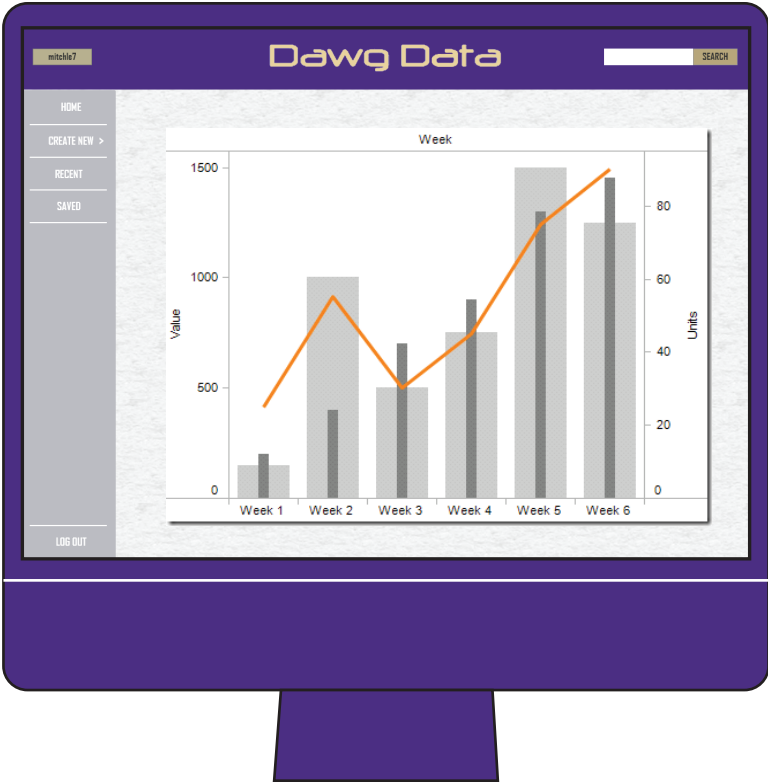 mitchle7
Dawg Data
SEARCH
HOME
CREATE NEW >
RECENT
SAVED
LOG OUT
Week
1500
1000
500
0
Value
80
60
40
20
0
Units
Week 1 Week 2 Week 3 Week 4 Week 5 Week 6